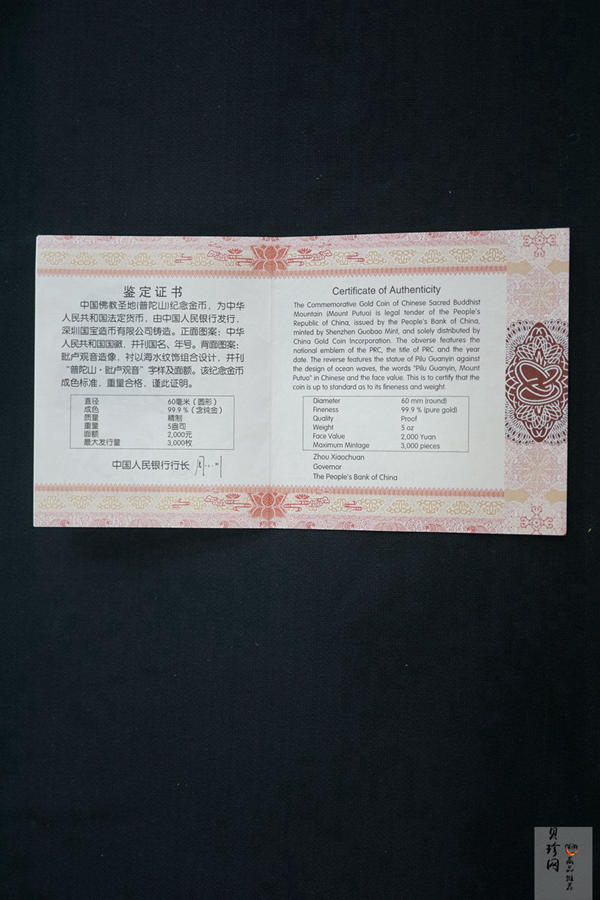 鉴定证书
中国佛教圣地(普陀山)纪念金币，为中华
人民共和国法定货币，由中国人民银行发行，
深圳国宝造币有限公司铸造。正面图案：中华
人民共和国国徽，并刊国名、年号。背面图案：
毗卢观音造像，衬以海水纹饰组合设计，并刊
“普陀山·毗卢观音”字样及面额。该纪念金币
成色标准，重量合格，谨此证明。
直径 60毫米（圆形）
成色 99.9％（含纯金）
质量 精制
重量 5盎司
面额 2,000元
最大发行量 3,000枚
中国人民银行行长
Certificate of Authenticity
The Commemorative Gold Coin of Chinese Sacred Buddhist
Mountain (Mount Putuo) is legal tender of the People's
Republic of China, issued by the People's Bank of China,
minted by Shenzhen Guobao Mint, and solely distributed by
China Gold Coin Incorporation. The obverse features the
national emblem of the PRC, the title of PRC and the year
date. The reverse features the statue of Pilu Guanyin against
the design of ocean waves, the words "Pilu Guanyin, Mount
Putuo" in Chinese and the face value. This is to certify that the
coin is up to standard as to its fineness and weight.
Diameter 60 mm (round)
Fineness 99.9 % (pure gold)
Quality Proof
Weight 5 oz
Face Value 2,000 Yuan
Maximum Mintage 3,000 pieces
Zhou Xiaochuan
Governor
The People's Bank of China
贝珍网